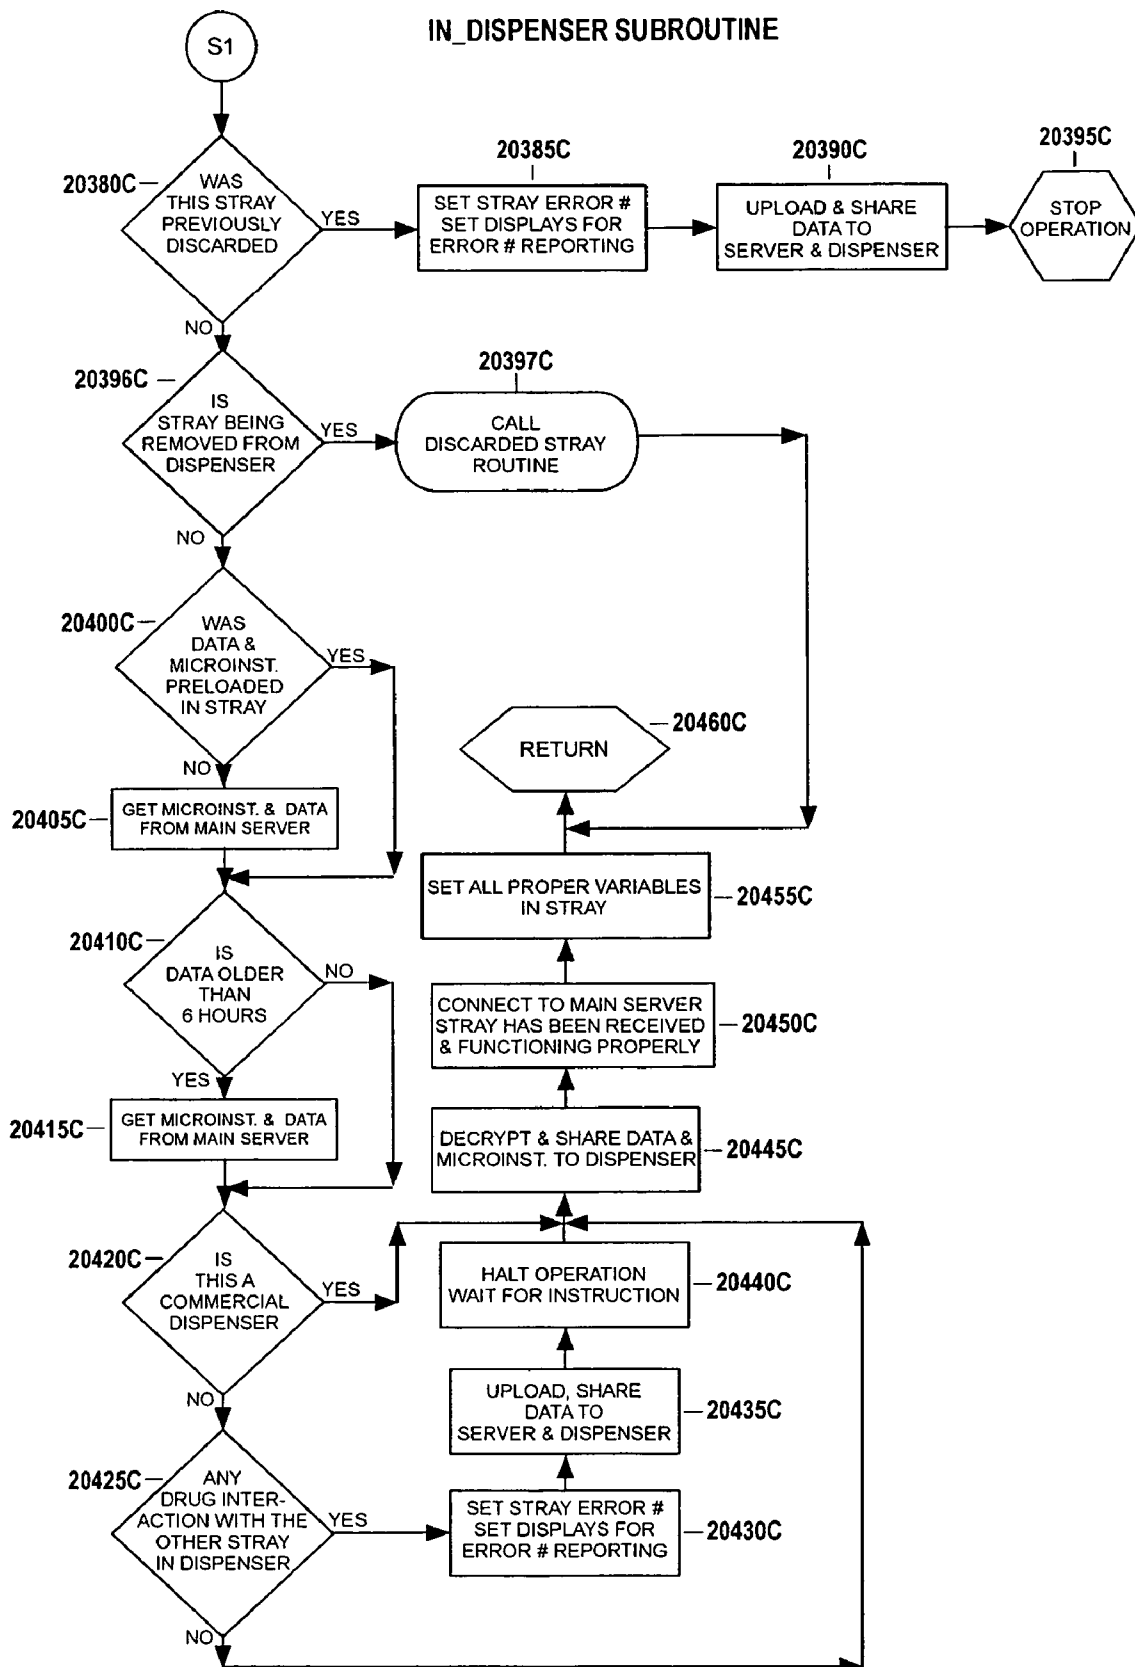 IN_DISPENSER SUBROUTINE
S1
20380C
WAS
THIS STRAY
PREVIOUSLY
DISCARDED
YES
NO
20385C
SET STRAY ERROR #
SET DISPLAYS FOR
ERROR # REPORTING
20390C
UPLOAD & SHARE
DATA TO
SERVER & DISPENSER
20395C
STOP
OPERATION
20396C
IS
STRAY BEING
REMOVED FROM
DISPENSER
YES
NO
20397C
CALL
DISCARDED STRAY
ROUTINE
20400C
WAS
DATA &
MICROINST.
PRELOADED
IN STRAY
YES
NO
20405C
GET MICROINST. & DATA
FROM MAIN SERVER
20410C
IS
DATA OLDER
THAN
6 HOURS
NO
YES
20415C
GET MICROINST. & DATA
FROM MAIN SERVER
20420C
IS
THIS A
COMMERCIAL
DISPENSER
YES
NO
20425C
ANY
DRUG INTER-
ACTION WITH THE
OTHER STRAY
IN DISPENSER
YES
NO
SET STRAY ERROR #
SET DISPLAYS FOR
ERROR # REPORTING
20430C
UPLOAD, SHARE
DATA TO
SERVER & DISPENSER
20435C
HALT OPERATION
WAIT FOR INSTRUCTION
20440C
DECRYPT & SHARE DATA &
MICROINST. TO DISPENSER
20445C
CONNECT TO MAIN SERVER
STRAY HAS BEEN RECEIVED
& FUNCTIONING PROPERLY
20450C
SET ALL PROPER VARIABLES
IN STRAY
20455C
RETURN
20460C